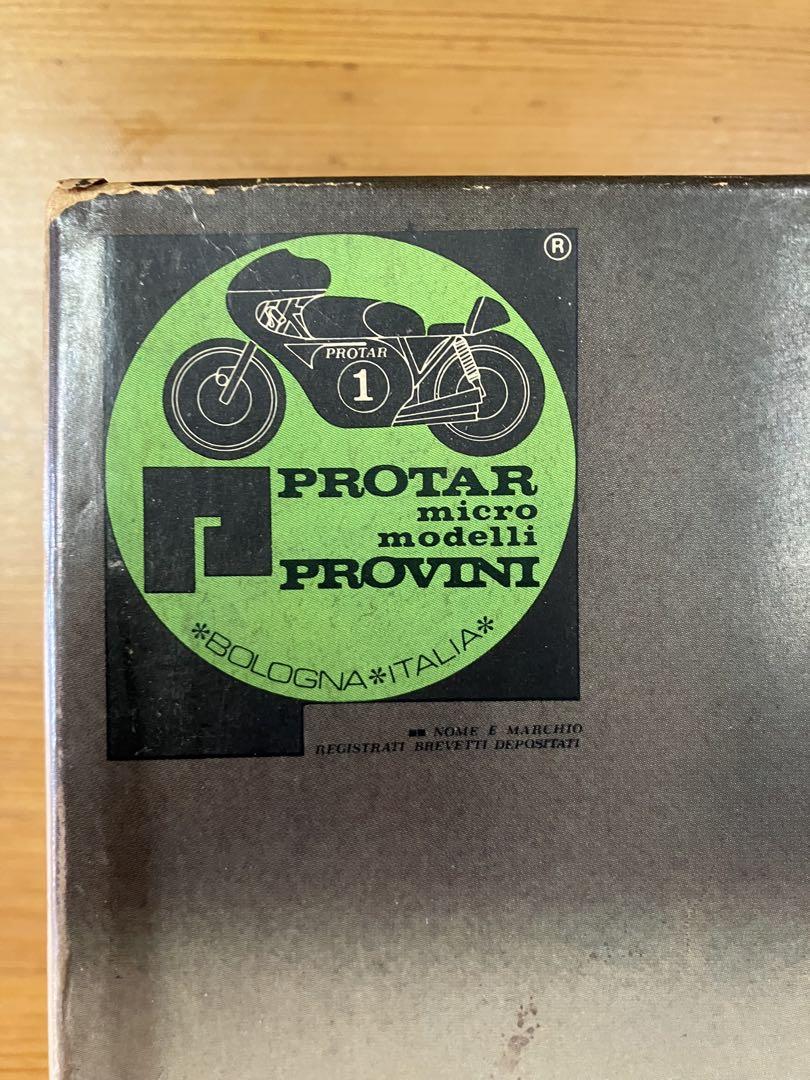 ®
PROTAR
1
PROTAR
micro
modelli
PROVINI
*BOLOGNA*ITALIA*
NOME E MARCHIO
REGISTRATI BREVETTI DEPOSITATI